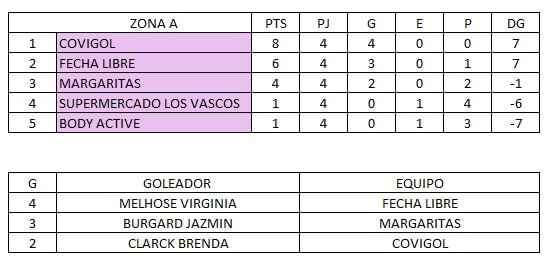 ZONA A PTS PJ G E P DG
1 COVIGOL 8 4 4 0 0 7
2 FECHA LIBRE 6 4 3 0 1 7
3 MARGARITAS 4 4 2 0 2 -1
4 SUPERMERCADO LOS VASCOS 1 4 0 1 4 -6
5 BODY ACTIVE 1 4 0 1 3 -7
G GOLEADOR EQUIPO
4 MELHOSE VIRGINIA FECHA LIBRE
3 BURGARD JAZMIN MARGARITAS
2 CLARCK BRENDA COVIGOL